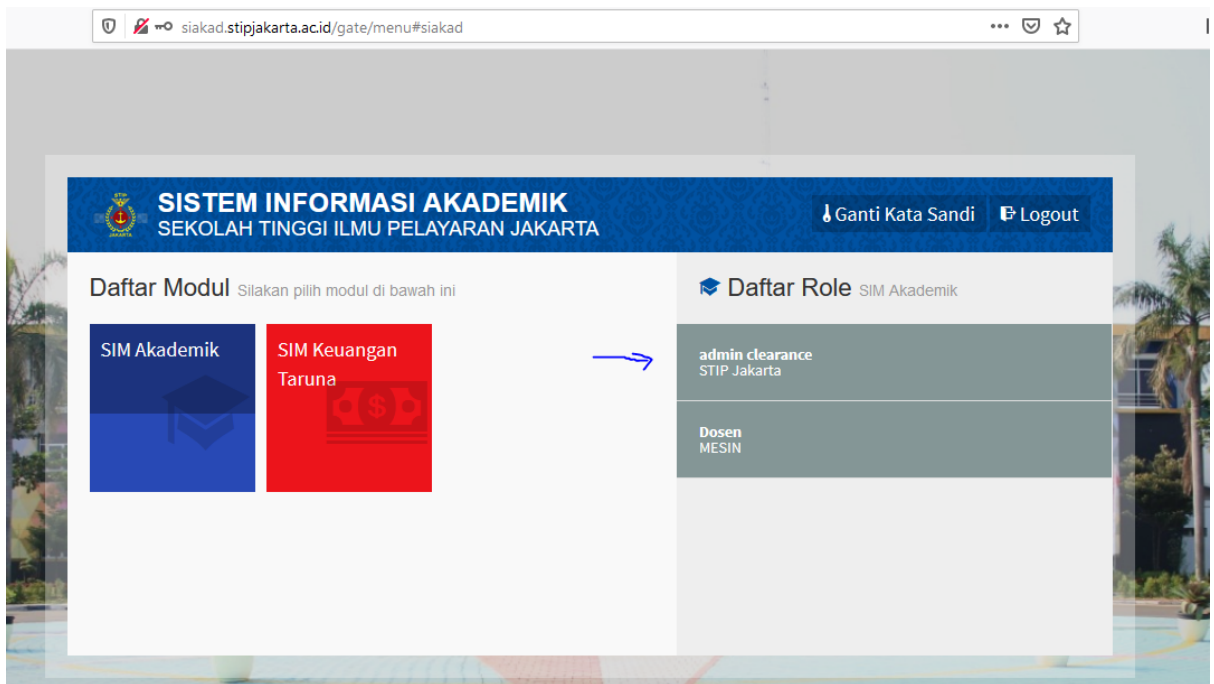 siakad.stipjakarta.ac.id/gate/menu#siakad
STIP
JAKARTA
SISTEM INFORMASI AKADEMIK
SEKOLAH TINGGI ILMU PELAYARAN JAKARTA
Ganti Kata Sandi
Logout
Daftar Modul Silakan pilih modul di bawah ini
Daftar Role SIM Akademik
SIM Akademik
SIM Keuangan
Taruna
admin clearance
STIP Jakarta
Dosen
MESIN